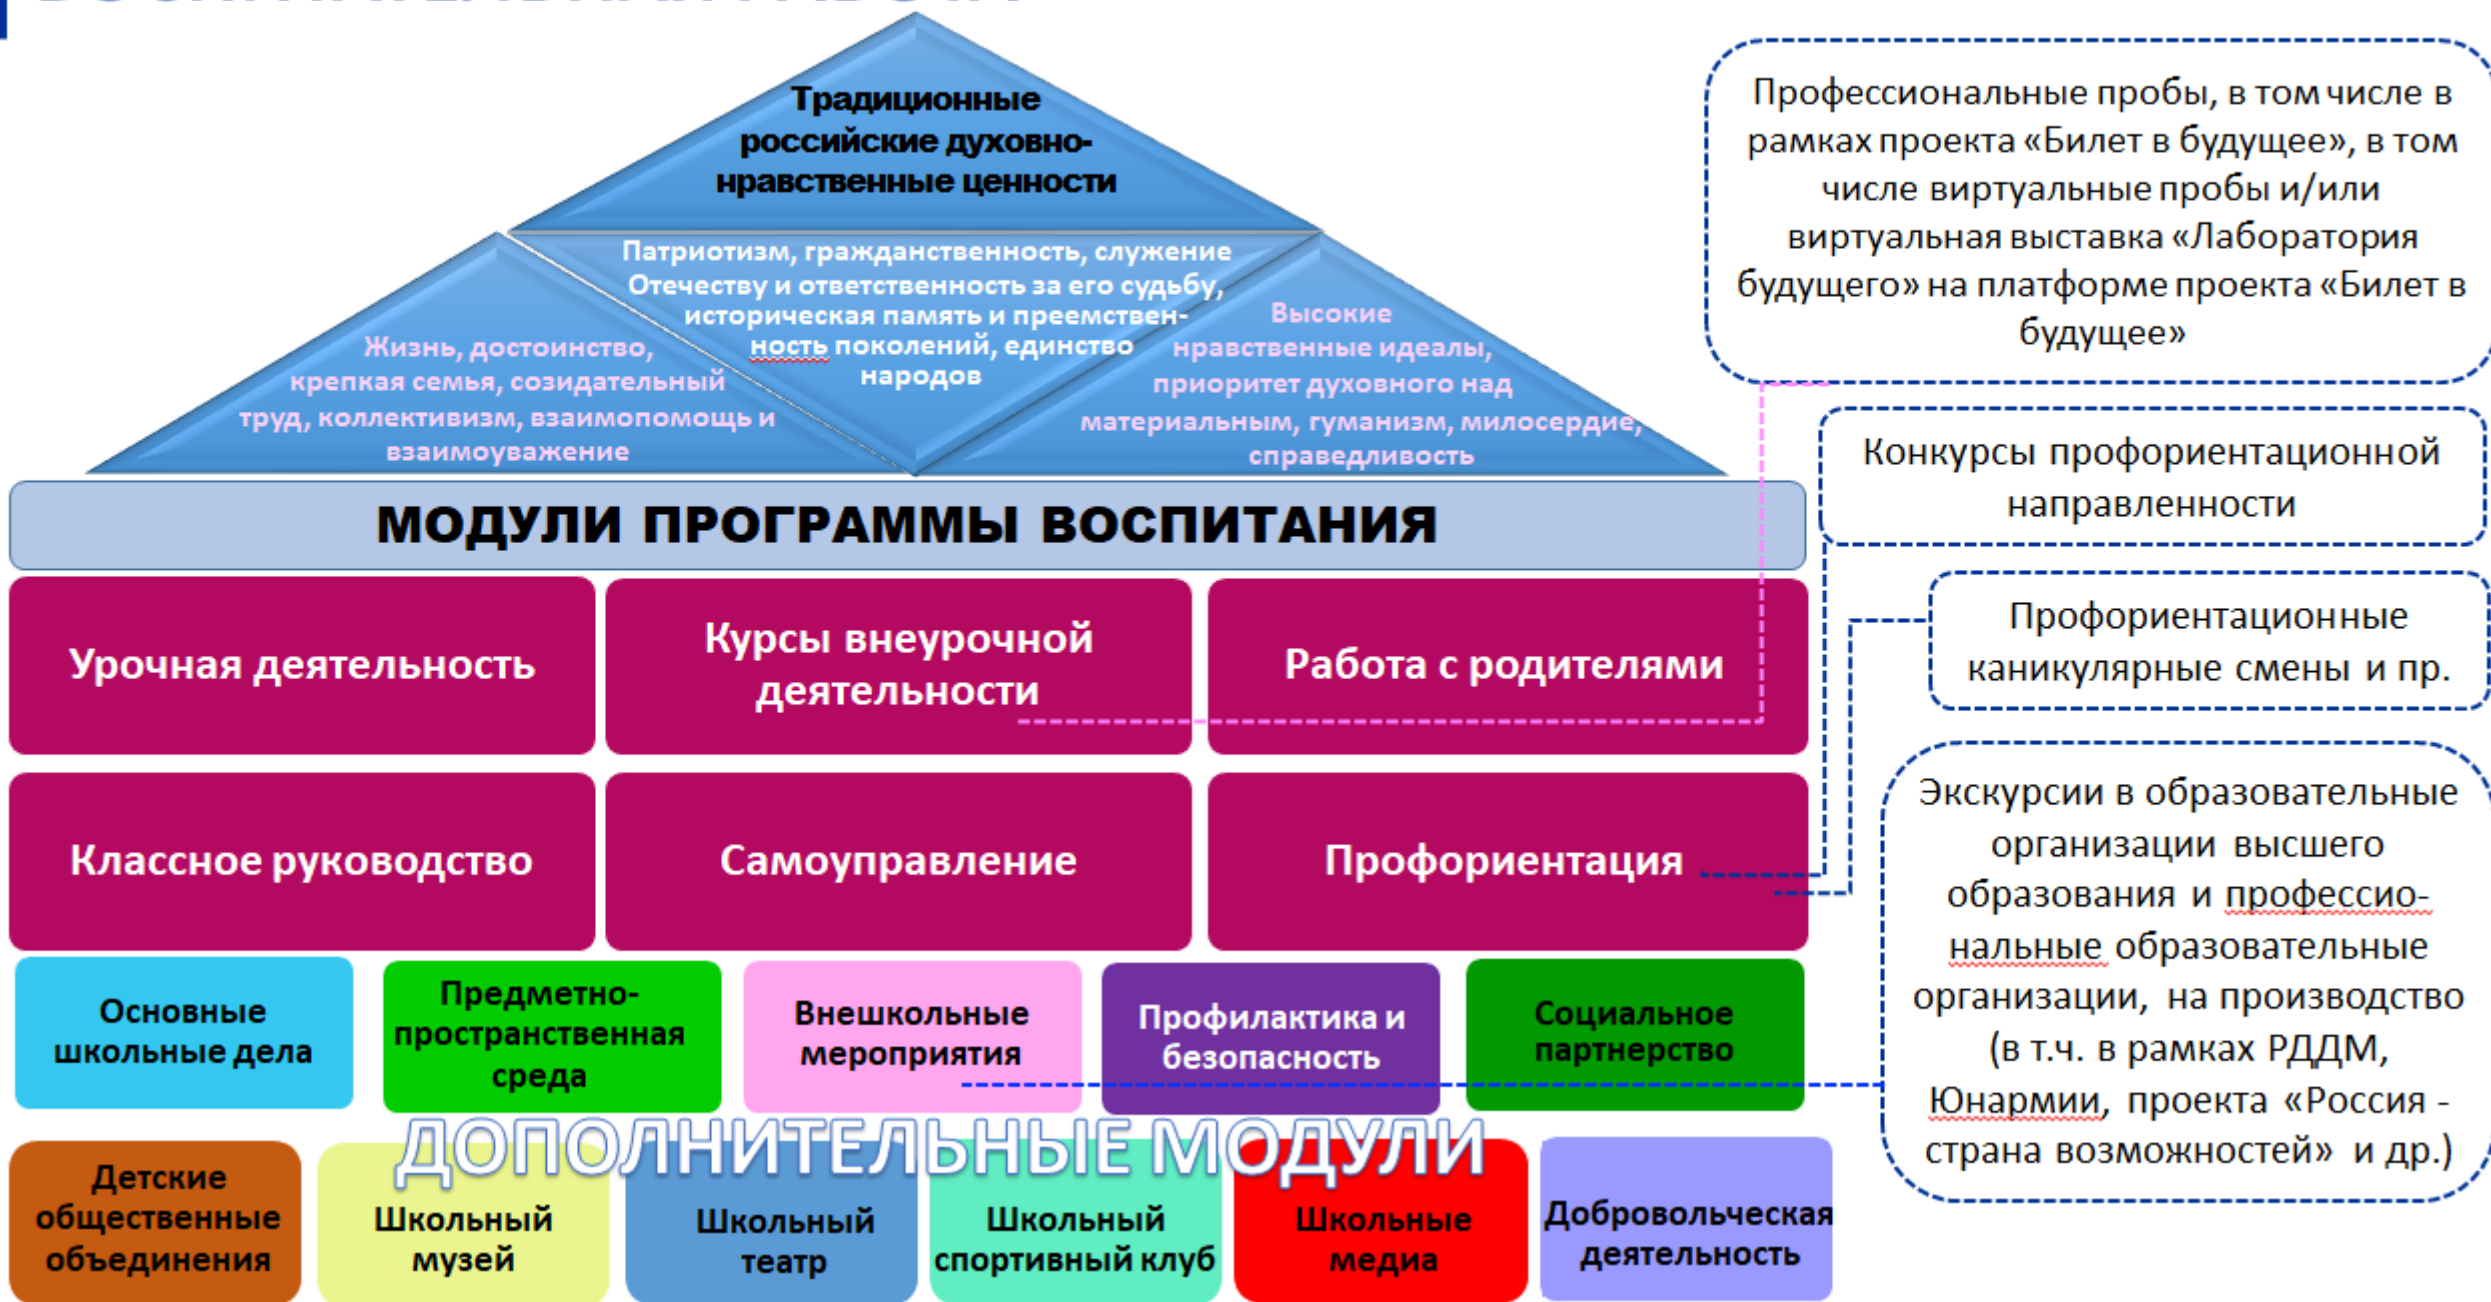 Традиционные
российские духовно-
нравственные ценности
Патриотизм, гражданственность, служение
Отечеству и ответственность за его судьбу,
историческая память и преемствен-
ность поколений, единство
народов
Жизнь, достоинство,
крепкая семья, созидательный
труд, коллективизм, взаимопомощь и
взаимоуважение
Высокие
нравственные идеалы,
приоритет духовного над
материальным, гуманизм, милосердие,
справедливость
МОДУЛИ ПРОГРАММЫ ВОСПИТАНИЯ
Урочная деятельность
Курсы внеурочной
деятельности
Работа с родителями
Классное руководство
Самоуправление
Профориентация
Основные
школьные дела
Предметно-
пространственная
среда
Внешкольные
мероприятия
Профилактика и
безопасность
Социальное
партнерство
ДОПОЛНИТЕЛЬНЫЕ МОДУЛИ
Детские
общественные
объединения
Школьный
музей
Школьный
театр
Школьный
спортивный клуб
Школьные
медиа
Добровольческая
деятельность
Профессиональные пробы, в том числе в
рамках проекта «Билет в будущее», в том
числе виртуальные пробы и/или
виртуальная выставка «Лаборатория
будущего» на платформе проекта «Билет в
будущее»
Конкурсы профориентационной
направленности
Профориентационные
каникулярные смены и пр.
Экскурсии в образовательные
организации высшего
образования и профессио-
нальные образовательные
организации, на производство
(в т.ч. в рамках РДДМ,
Юнармии, проекта «Россия -
страна возможностей» и др.)